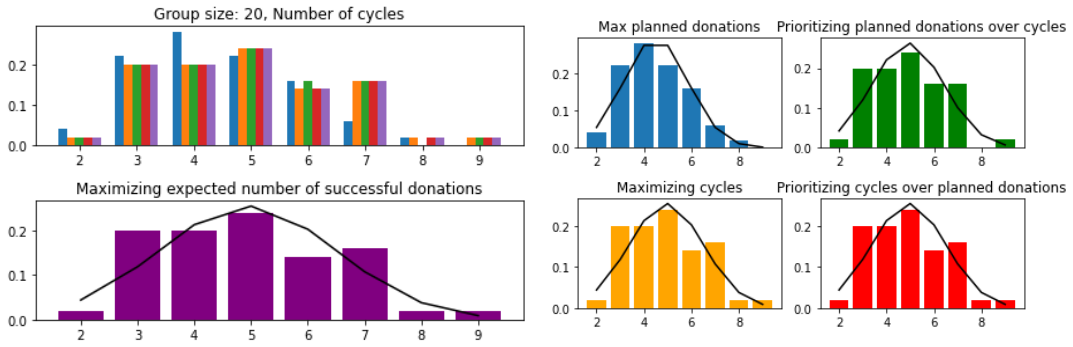 Group size: 20, Number of cycles
0.2
0.1
0.0
2 3 4 5 6 7 8 9
Maximizing expected number of successful donations
0.2
0.1
0.0
2 3 4 5 6 7 8 9
Max planned donations
0.2
0.1
0.0
2 4 6 8
Prioritizing planned donations over cycles
0.2
0.1
0.0
2 4 6 8
Maximizing cycles
0.2
0.1
0.0
2 4 6 8
Prioritizing cycles over planned donations
0.2
0.1
0.0
2 4 6 8